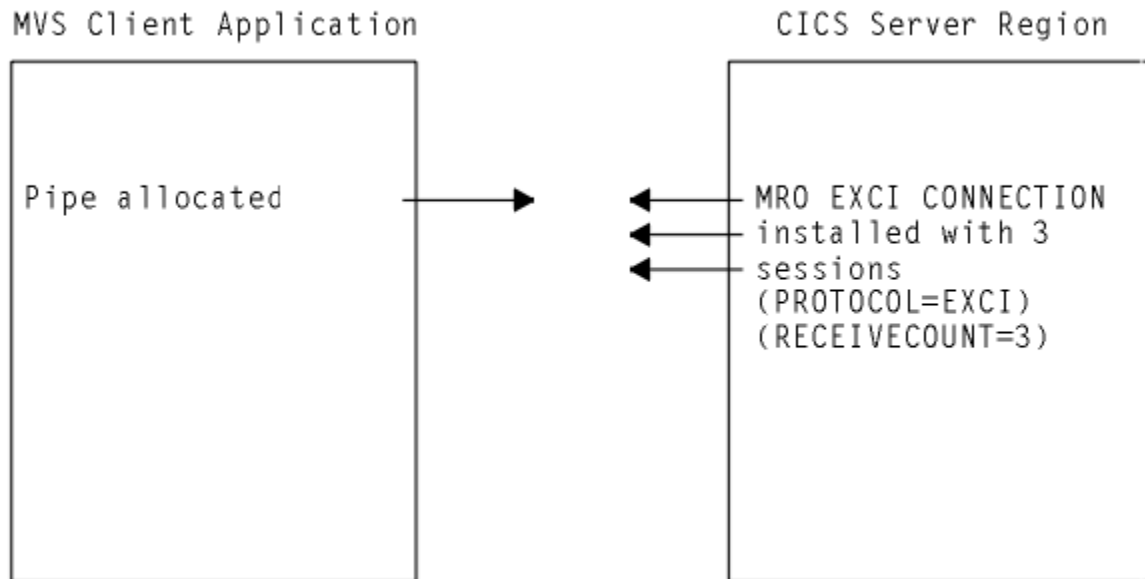 MVS Client Application
CICS Server Region
Pipe allocated
MRO EXCI CONNECTION
installed with 3
sessions
(PROTOCOL=EXCI)
(RECEIVECOUNT=3)